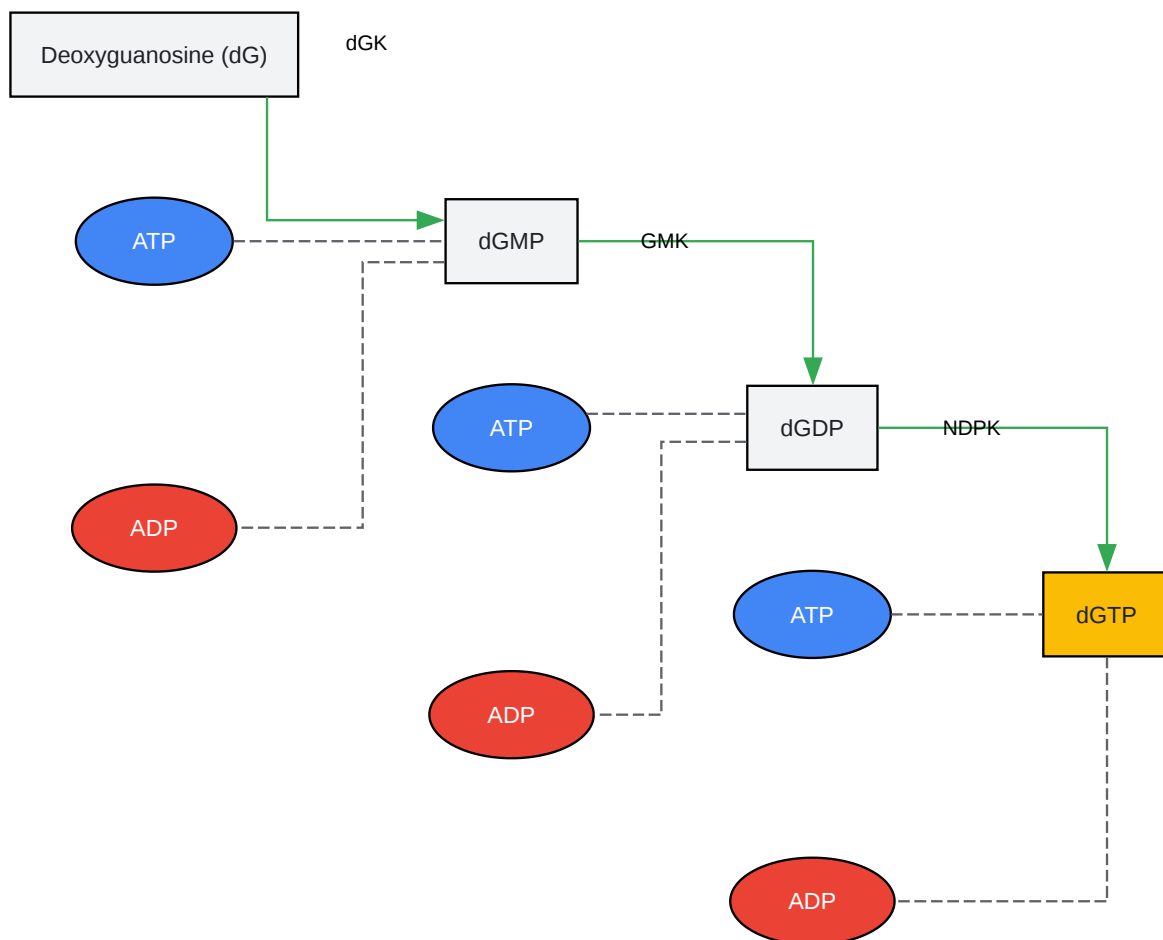 Deoxyguanosine (dG)
dGK
ATP
dGMP
GMK
ATP
dGDP
NDPK
ADP
ATP
dGTP
ADP
ADP